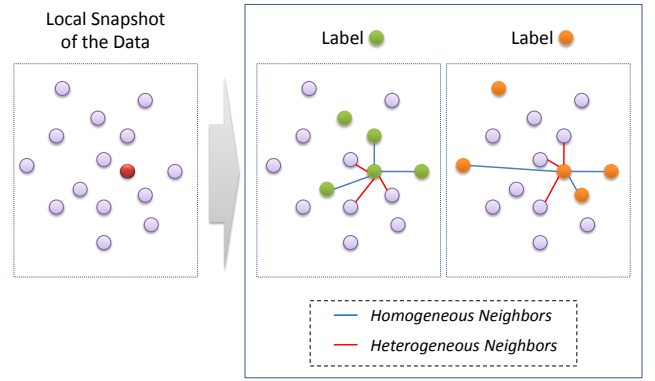 Local Snapshot
of the Data
Label
Label
Homogeneous Neighbors
Heterogeneous Neighbors